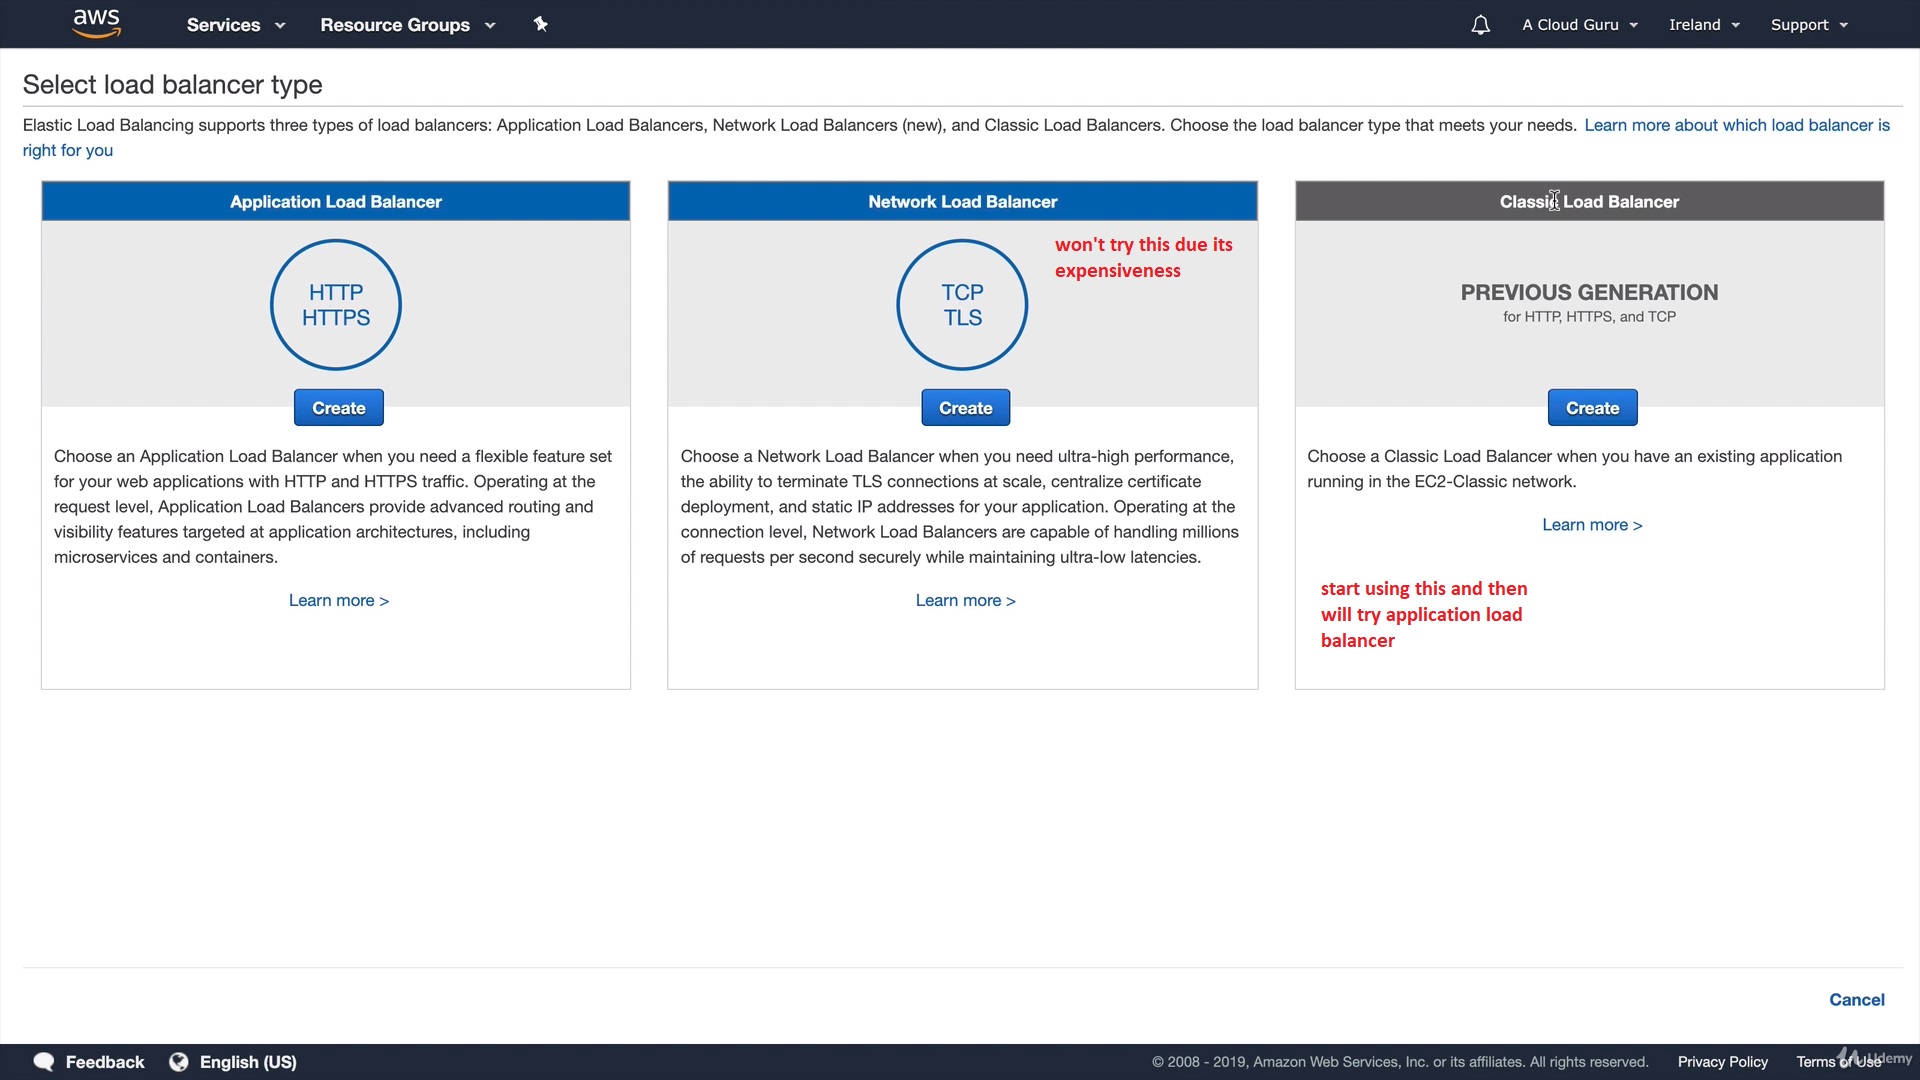 aws
Services
Resource Groups
A Cloud Guru
Ireland
Support
Select load balancer type
Elastic Load Balancing supports three types of load balancers: Application Load Balancers, Network Load Balancers (new), and Classic Load Balancers. Choose the load balancer type that meets your needs. Learn more about which load balancer is
right for you
Application Load Balancer
HTTP
HTTPS
Create
Choose an Application Load Balancer when you need a flexible feature set
for your web applications with HTTP and HTTPS traffic. Operating at the
request level, Application Load Balancers provide advanced routing and
visibility features targeted at application architectures, including
microservices and containers.
Learn more >
Network Load Balancer
won't try this due its
expensiveness
TCP
TLS
Create
Choose a Network Load Balancer when you need ultra-high performance,
the ability to terminate TLS connections at scale, centralize certificate
deployment, and static IP addresses for your application. Operating at the
connection level, Network Load Balancers are capable of handling millions
of requests per second securely while maintaining ultra-low latencies.
Learn more >
Classic Load Balancer
PREVIOUS GENERATION
for HTTP, HTTPS, and TCP
Create
Choose a Classic Load Balancer when you have an existing application
running in the EC2-Classic network.
Learn more >
start using this and then
will try application load
balancer
Cancel
Feedback
English (US)
© 2008 - 2019, Amazon Web Services, Inc. or its affiliates. All rights reserved.
Privacy Policy
Terms of Use
Udemy